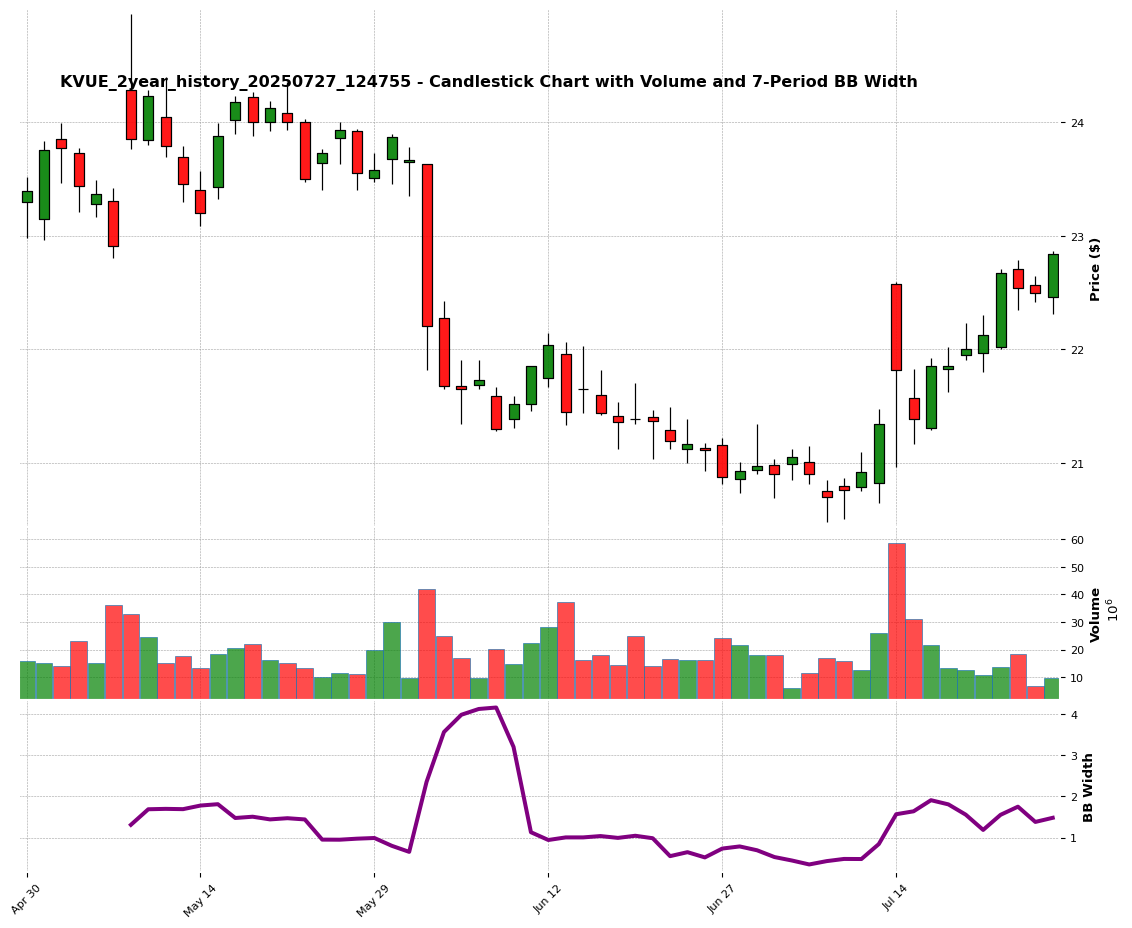 KVUE_2year_history_20250727_124755 - Candlestick Chart with Volume and 7-Period BB Width
24
23
22
21
Price ($)
60
50
40
30
20
10
Volume
10^6
4
3
2
1
BB Width
Apr 30
May 14
May 29
Jun 12
Jun 27
Jul 14